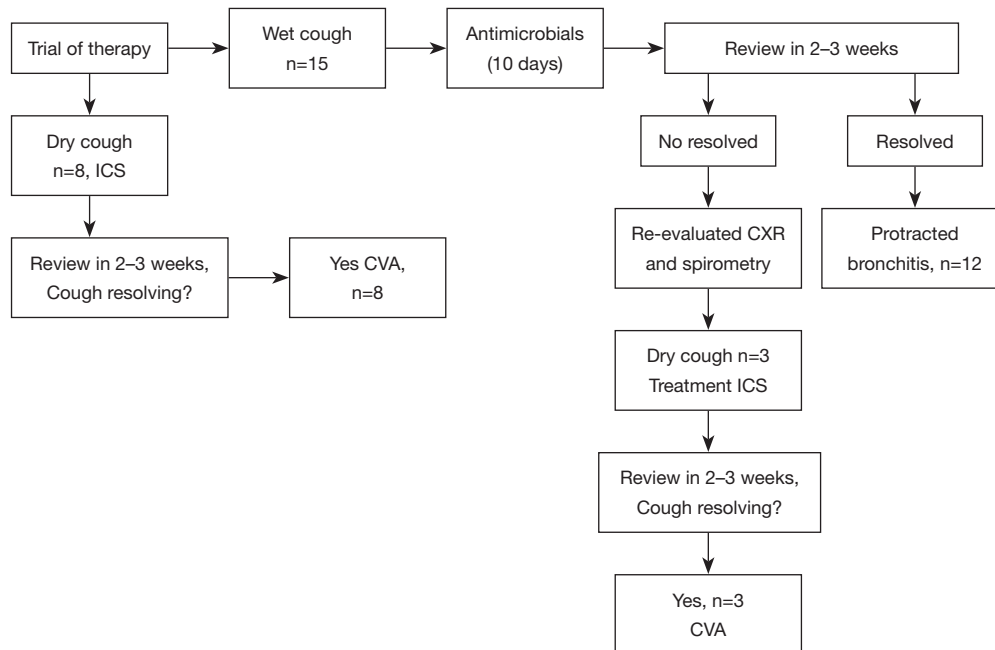 Trial of therapy
Wet cough
n=15
Antimicrobials
(10 days)
Review in 2–3 weeks
Dry cough
n=8, ICS
No resolved
Resolved
Review in 2–3 weeks,
Cough resolving?
Yes CVA,
n=8
Re-evaluated CXR
and spirometry
Protracted
bronchitis, n=12
Dry cough n=3
Treatment ICS
Review in 2–3 weeks,
Cough resolving?
Yes, n=3
CVA